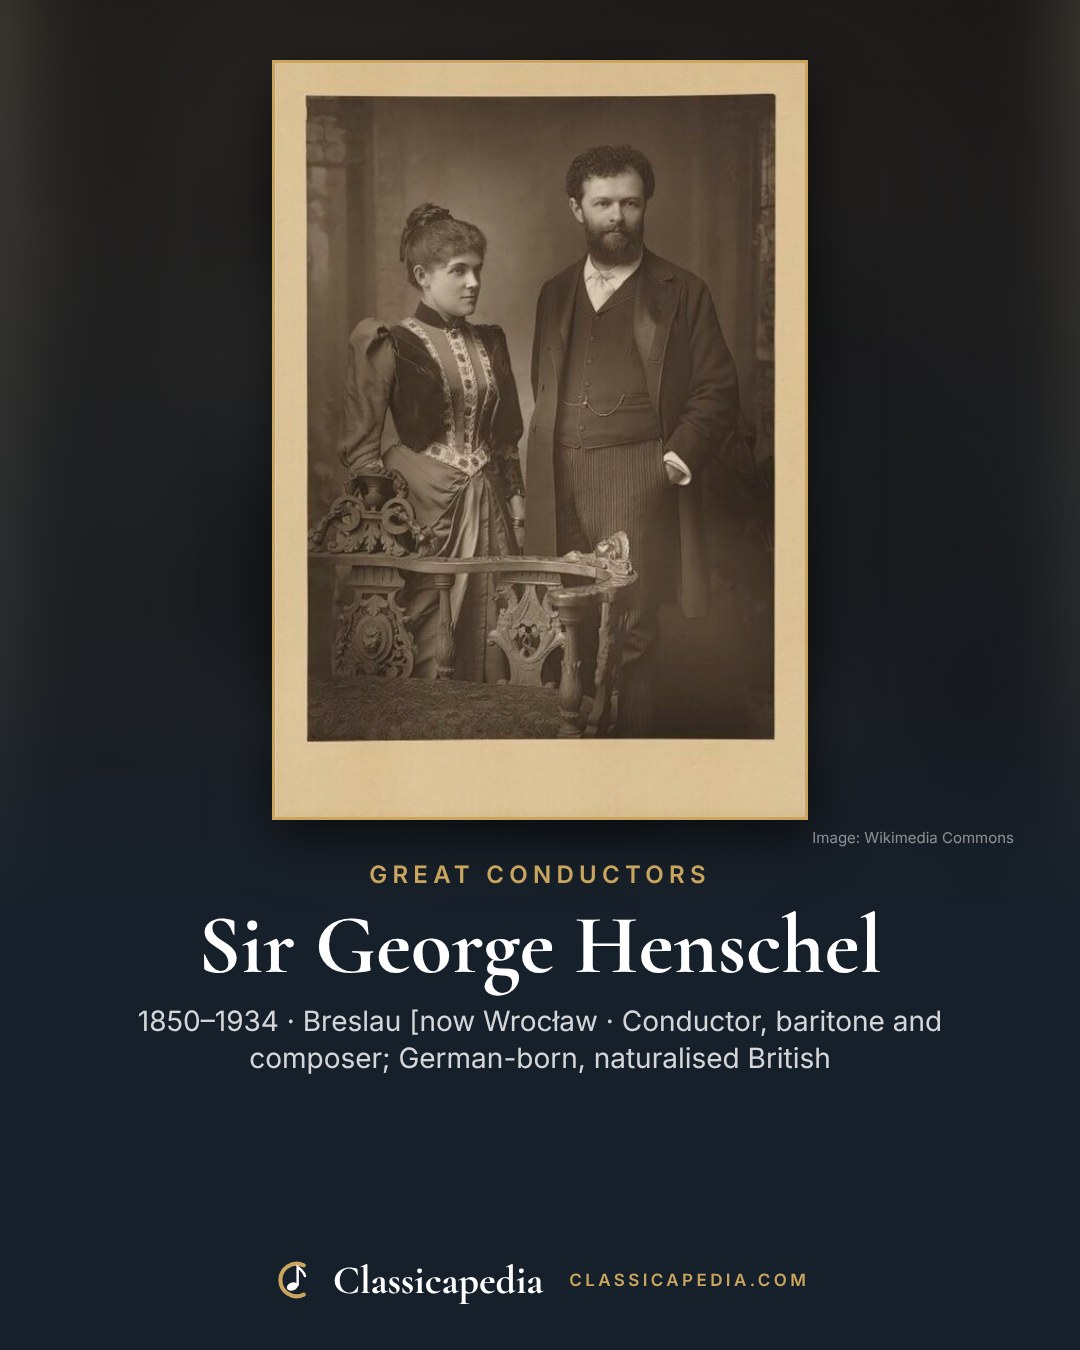 Image: Wikimedia Commons
GREAT CONDUCTORS
Sir George Henschel
1850–1934 · Breslau [now Wrocław · Conductor, baritone and
composer; German-born, naturalised British
Classicapedia CLASSICAPEDIA.COM